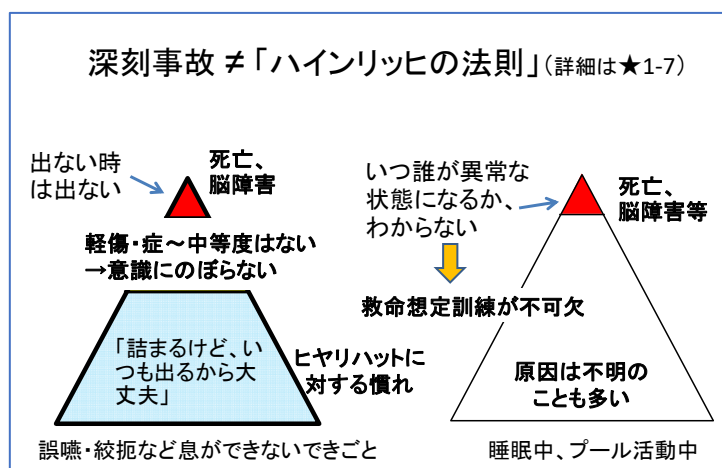 深刻事故 ≠「ハインリッヒの法則」（詳細は★1-7）
出ない時
は出ない
死亡、
脳障害
軽傷・症～中等度はない
→意識にのぼらない
「詰まるけど、い
つも出るから大
丈夫」
ヒヤリハットに
対する慣れ
誤嚥・絞扼など息ができないできごと
いつ誰が異常な
状態になるか、
わからない
死亡、
脳障害等
救命想定訓練が不可欠
原因は不明の
ことも多い
睡眠中、プール活動中